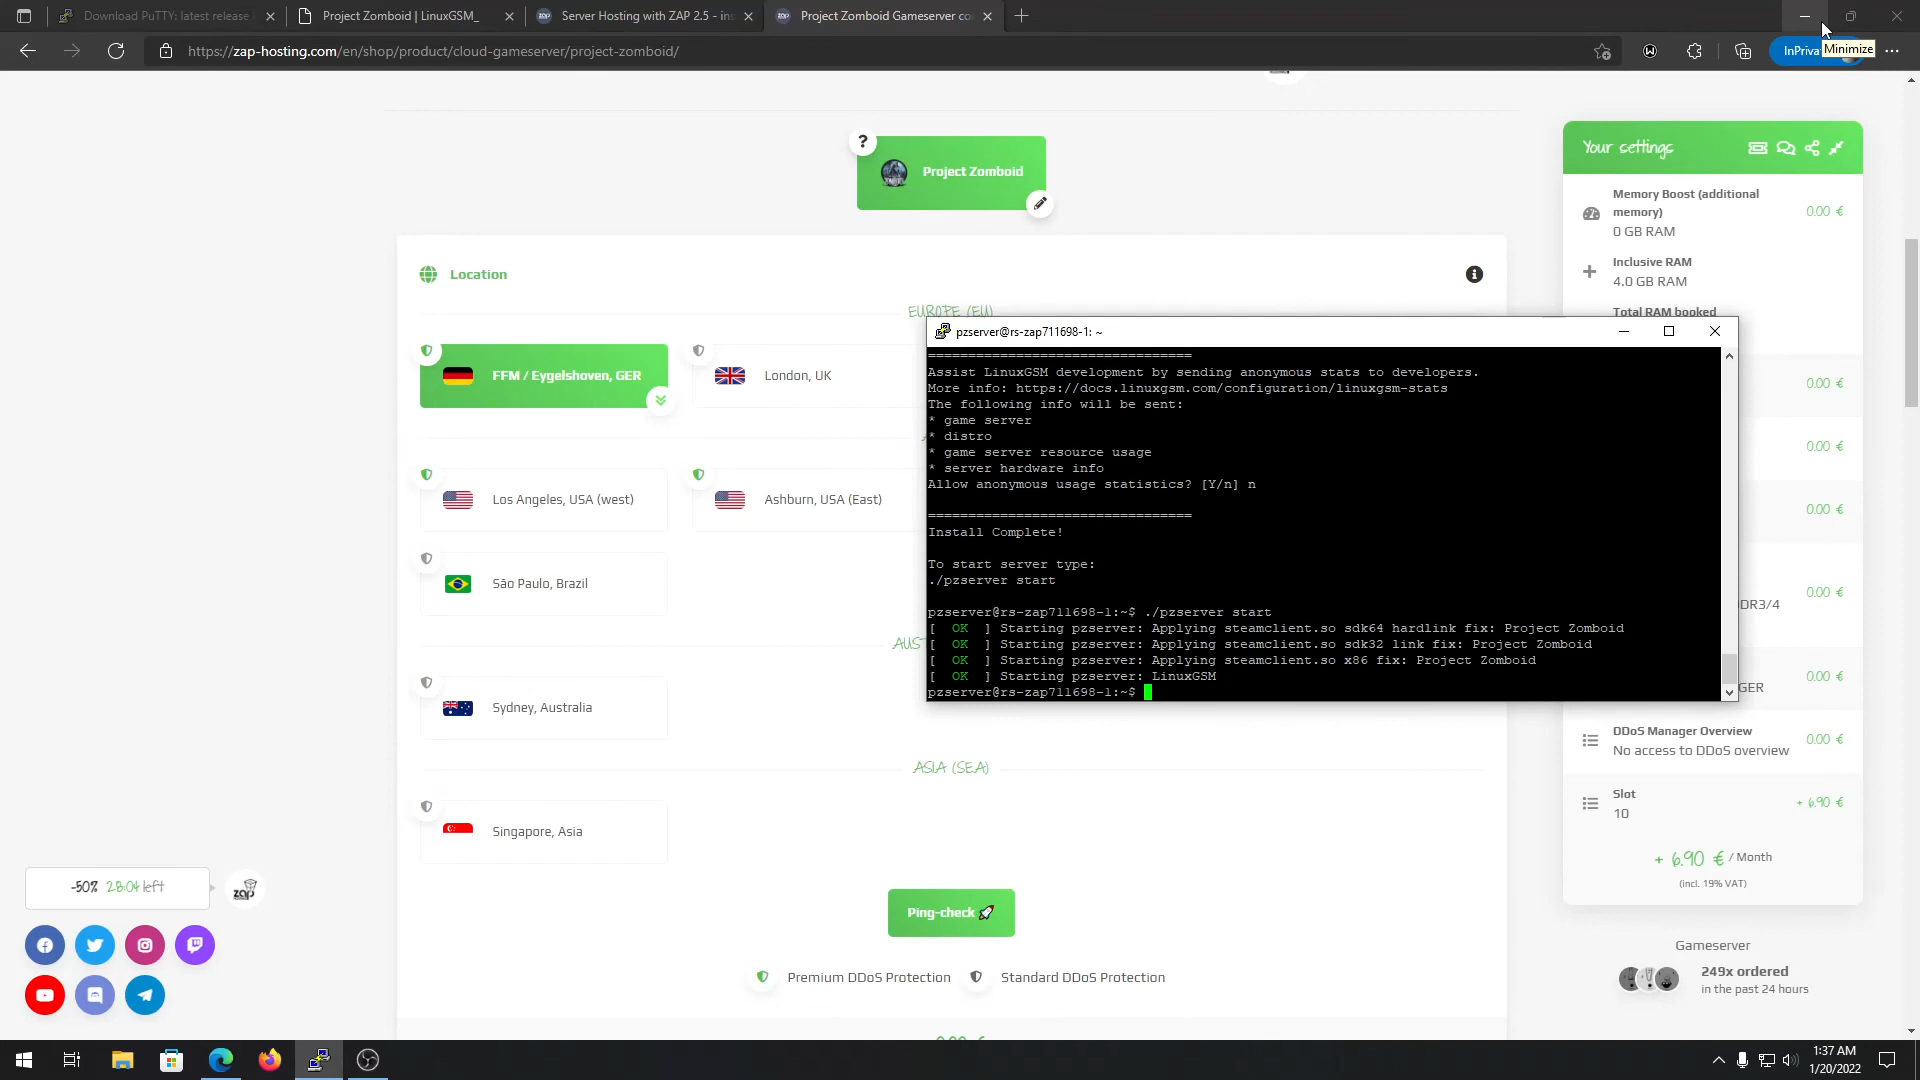 Download PuTTY: latest release
Project Zomboid | LinuxGSM_
Server Hosting with ZAP 2.5 - ins
Project Zomboid Gameserver co
https://zap-hosting.com/en/shop/product/cloud-gameserver/project-zomboid/
InPriva
Minimize
?
Project Zomboid
Your settings
Memory Boost (additional
memory)
0.00 €
0 GB RAM
Inclusive RAM
4.0 GB RAM
Total RAM booked
Location
EUROPE (EU)
FFM / Eygelshoven, GER
London, UK
Los Angeles, USA (west)
Ashburn, USA (East)
São Paulo, Brazil
AUST
Sydney, Australia
ASIA (SEA)
Singapore, Asia
pzserver@rs-zap711698-1: ~
=================================
Assist LinuxGSM development by sending anonymous stats to developers.
More info: https://docs.linuxgsm.com/configuration/linuxgsm-stats
The following info will be sent:
* game server
* distro
* game server resource usage
* server hardware info
Allow anonymous usage statistics? [Y/n] n
=================================
Install Complete!
To start server type:
./pzserver start
pzserver@rs-zap711698-1:~$ ./pzserver start
[  OK  ] Starting pzserver: Applying steamclient.so sdk64 hardlink fix: Project Zomboid
[  OK  ] Starting pzserver: Applying steamclient.so sdk32 link fix: Project Zomboid
[  OK  ] Starting pzserver: Applying steamclient.so x86 fix: Project Zomboid
[  OK  ] Starting pzserver: LinuxGSM
pzserver@rs-zap711698-1:~$
0.00 €
0.00 €
0.00 €
0.00 €
DR3/4
0.00 €
GER
DDoS Manager Overview
0.00 €
No access to DDoS overview
Slot
+ 6.90 €
10
+ 6.90 € / Month
(incl. 19% VAT)
-50% 28:04 left
zap
Ping-check
Premium DDoS Protection
Standard DDoS Protection
Gameserver
249x ordered
in the past 24 hours
1:37 AM
1/20/2022